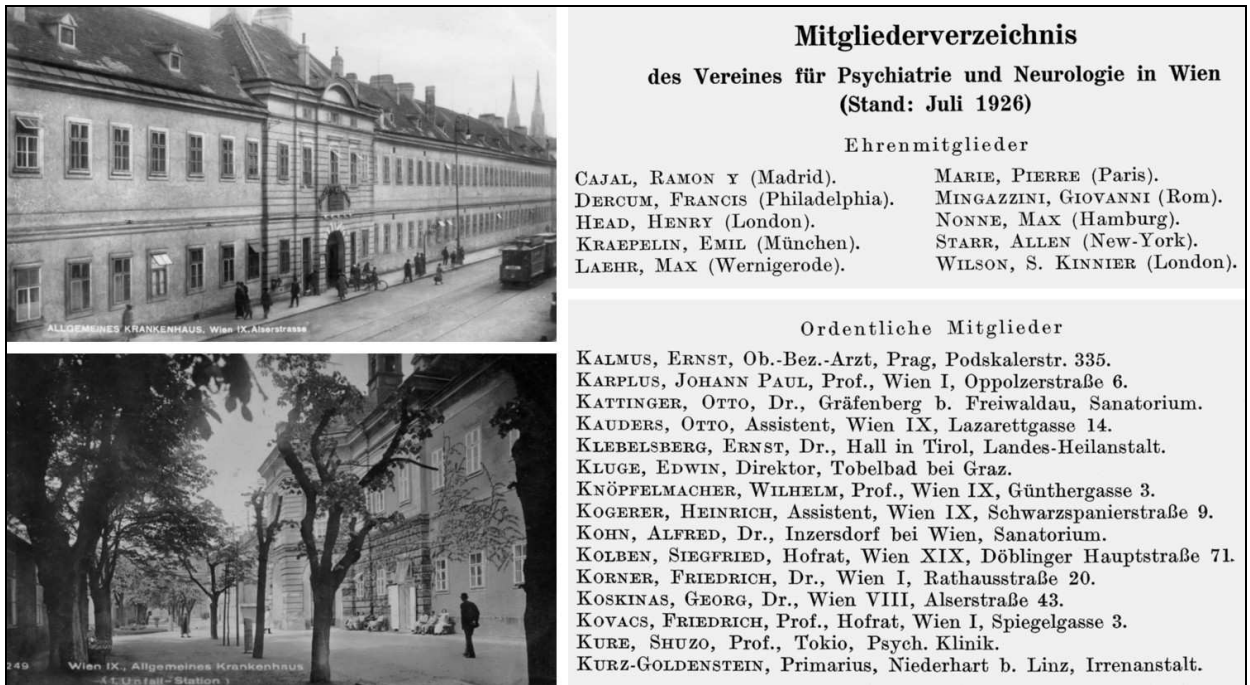 ALLGEMEINES KRANKENHAUS. Wien IX. Alserstrasse
249 Wien IX., Allgemeines Krankenhaus
(1. Unfall-Station)
Mitgliederverzeichnis
des Vereines für Psychiatrie und Neurologie in Wien
(Stand: Juli 1926)
Ehrenmitglieder
CAJAL, RAMON Y (Madrid).
DERCUM, FRANCIS (Philadelphia).
HEAD, HENRY (London).
KRAEPELIN, EMIL (München).
LAEHR, MAX (Wernigerode).
MARIE, PIERRE (Paris).
MINGAZZINI, GIOVANNI (Rom).
NONNE, MAX (Hamburg).
STARR, ALLEN (New-York).
WILSON, S. KINNIER (London).
Ordentliche Mitglieder
KALMUS, ERNST, Ob.-Bez.-Arzt, Prag, Podskalerstr. 335.
KARPLUS, JOHANN PAUL, Prof., Wien I, Oppolzerstraße 6.
KATTINGER, OTTO, Dr., Gräfenberg b. Freiwaldau, Sanatorium.
KAUDERS, OTTO, Assistent, Wien IX, Lazarettgasse 14.
KLEBELSBERG, ERNST, Dr., Hall in Tirol, Landes-Heilanstalt.
KLUGE, EDWIN, Direktor, Tobelbad bei Graz.
KNÖPFELMACHER, WILHELM, Prof., Wien IX, Günthergasse 3.
KOGERER, HEINRICH, Assistent, Wien IX, Schwarzspanierstraße 9.
KOHN, ALFRED, Dr., Inzersdorf bei Wien, Sanatorium.
KOLBEN, SIEGFRIED, Hofrat, Wien XIX, Döblinger Hauptstraße 71.
KORNER, FRIEDRICH, Dr., Wien I, Rathausstraße 20.
KOSKINAS, GEORG, Dr., Wien VIII, Alserstraße 43.
KOVACS, FRIEDRICH, Prof., Hofrat, Wien I, Spiegelgasse 3.
KURE, SHUZO, Prof., Tokio, Psych. Klinik.
KURZ-GOLDENSTEIN, Primarius, Niederhart b. Linz, Irrenanstalt.